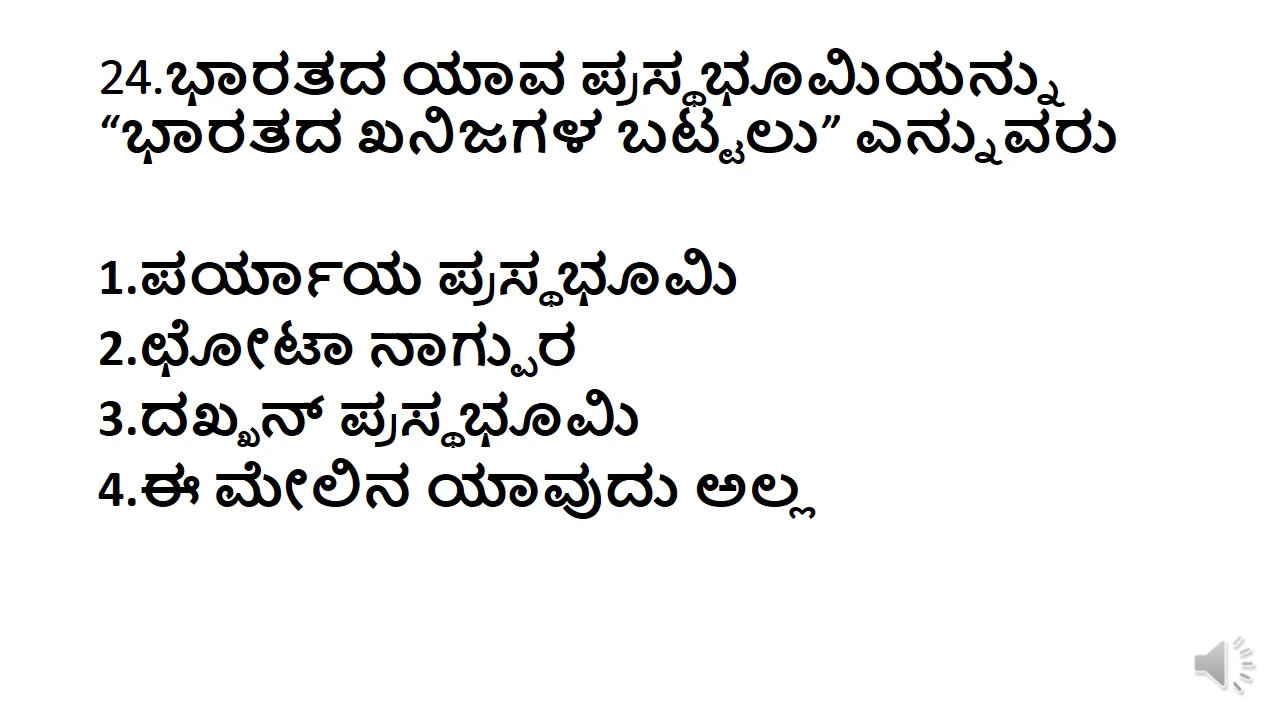 24.ಭಾರತದ ಯಾವ ಪ್ರಸ್ಥಭೂಮಿಯನ್ನು
“ಭಾರತದ ಖನಿಜಗಳ ಬಟ್ಟಲು” ಎನ್ನುವರು
1.ಪರ್ಯಾಯ ಪ್ರಸ್ಥಭೂಮಿ
2.ಛೋಟಾ ನಾಗ್ಪುರ
3.ದಖ್ಖನ್ ಪ್ರಸ್ಥಭೂಮಿ
4.ಈ ಮೇಲಿನ ಯಾವುದು ಅಲ್ಲ